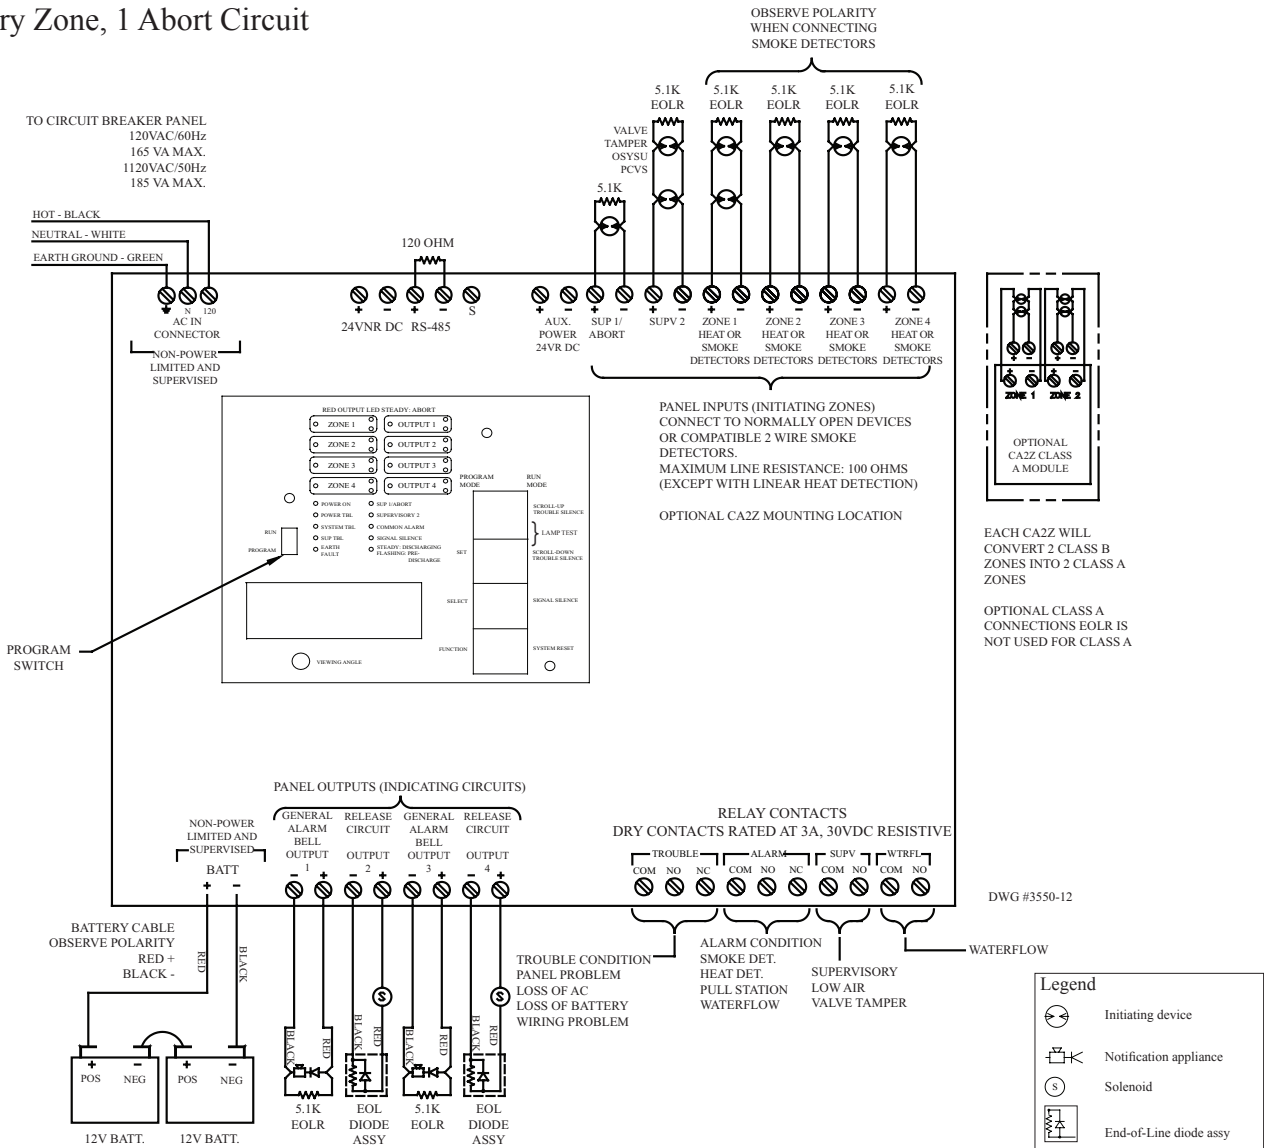 ry Zone, 1 Abort Circuit
OBSERVE POLARITY
WHEN CONNECTING
SMOKE DETECTORS
TO CIRCUIT BREAKER PANEL
120VAC/60Hz
165 VA MAX.
1120VAC/50Hz
185 VA MAX.
HOT - BLACK
NEUTRAL - WHITE
EARTH GROUND - GREEN
120 OHM
VALVE
TAMPER
OSYSU
PCVS
5.1K
5.1K
EOLR
5.1K
EOLR
5.1K
EOLR
5.1K
EOLR
5.1K
EOLR
N 120
AC IN
CONNECTOR
NON-POWER
LIMITED AND
SUPERVISED
+ - + - S
24VNR DC RS-485
+ -
AUX.
POWER
24VR DC
+ -
SUP 1/
ABORT
+ -
SUPV 2
+ -
ZONE 1
HEAT OR
SMOKE
DETECTORS
+ -
ZONE 2
HEAT OR
SMOKE
DETECTORS
+ -
ZONE 3
HEAT OR
SMOKE
DETECTORS
+ -
ZONE 4
HEAT OR
SMOKE
DETECTORS
PANEL INPUTS (INITIATING ZONES)
CONNECT TO NORMALLY OPEN DEVICES
OR COMPATIBLE 2 WIRE SMOKE
DETECTORS.
MAXIMUM LINE RESISTANCE: 100 OHMS
(EXCEPT WITH LINEAR HEAT DETECTION)
OPTIONAL CA2Z MOUNTING LOCATION
+ - + -
+ - + -
ZONE 1 ZONE 2
OPTIONAL
CA2Z CLASS
A MODULE
EACH CA2Z WILL
CONVERT 2 CLASS B
ZONES INTO 2 CLASS A
ZONES
OPTIONAL CLASS A
CONNECTIONS EOLR IS
NOT USED FOR CLASS A
RED OUTPUT LED STEADY: ABORT
ZONE 1 OUTPUT 1
ZONE 2 OUTPUT 2
ZONE 3 OUTPUT 3
ZONE 4 OUTPUT 4
POWER ON SUP 1/ABORT
POWER TBL SUPERVISORY 2
SYSTEM TBL COMMON ALARM
SUP TBL SIGNAL SILENCE
EARTH
FAULT
STEADY: DISCHARGING
FLASHING: PRE-
DISCHARGE
RUN
PROGRAM
PROGRAM
MODE
RUN
MODE
SCROLL-UP
TROUBLE SILENCE
LAMP TEST
SET
SCROLL-DOWN
TROUBLE SILENCE
SELECT
SIGNAL SILENCE
FUNCTION
SYSTEM RESET
VIEWING ANGLE
PROGRAM
SWITCH
PANEL OUTPUTS (INDICATING CIRCUITS)
NON-POWER
LIMITED AND
SUPERVISED
BATT
+ -
GENERAL
ALARM
BELL
OUTPUT
1
- +
RELEASE
CIRCUIT
OUTPUT
2
- +
GENERAL
ALARM
BELL
OUTPUT
3
- +
RELEASE
CIRCUIT
OUTPUT
4
- +
RELAY CONTACTS
DRY CONTACTS RATED AT 3A, 30VDC RESISTIVE
TROUBLE ALARM SUPV WTRFL
COM NO NC COM NO NC COM NO COM NO
DWG #3550-12
BATTERY CABLE
OBSERVE POLARITY
RED +
BLACK -
RED
BLACK
TROUBLE CONDITION
PANEL PROBLEM
LOSS OF AC
LOSS OF BATTERY
WIRING PROBLEM
ALARM CONDITION
SMOKE DET.
HEAT DET.
PULL STATION
WATERFLOW
SUPERVISORY
LOW AIR
VALVE TAMPER
WATERFLOW
S
S
BLACK
RED
BLACK
RED
BLACK
RED
BLACK
RED
+ - + -
POS NEG POS NEG
12V BATT. 12V BATT.
5.1K
EOLR
EOL
DIODE
ASSY
5.1K
EOLR
EOL
DIODE
ASSY
Legend
Initiating device
Notification appliance
S Solenoid
End-of-Line diode assy